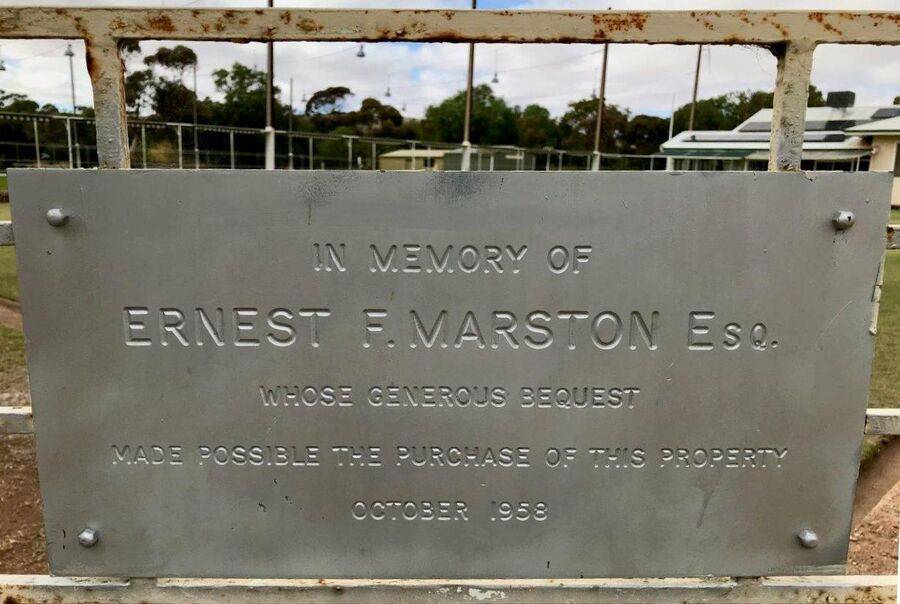 IN MEMORY OF
ERNEST F. MARSTON ESQ.
WHOSE GENEROUS BEQUEST
MADE POSSIBLE THE PURCHASE OF THIS PROPERTY
OCTOBER 1958